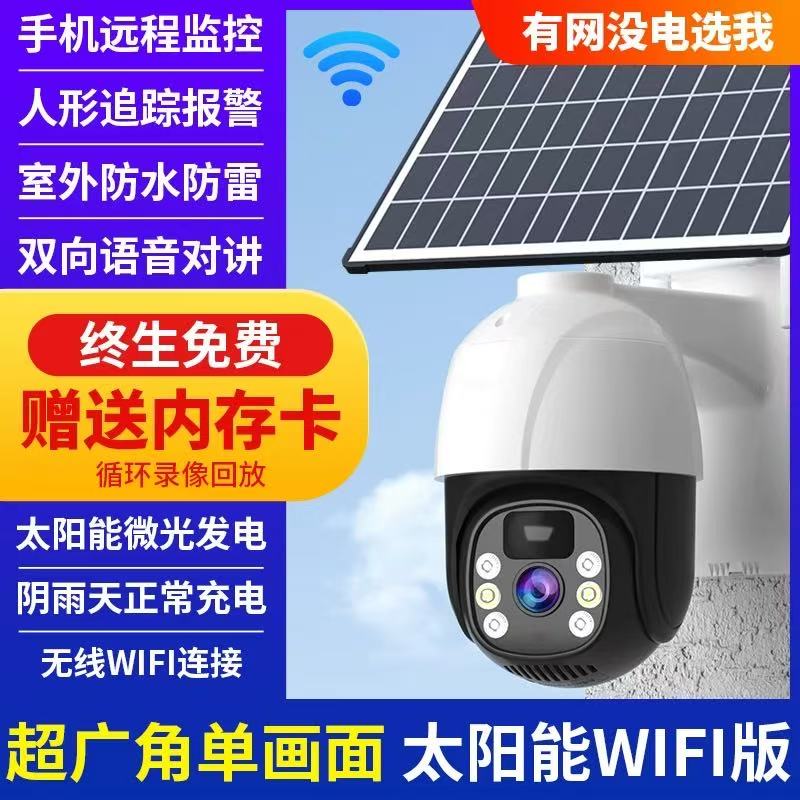 手机远程监控
有网没电选我
人形追踪报警
室外防水防雷
双向语音对讲
终生免费
赠送内存卡
循环录像回放
太阳能微光发电
阴雨天正常充电
无线WIFI连接
超广角单画面 太阳能WIFI版